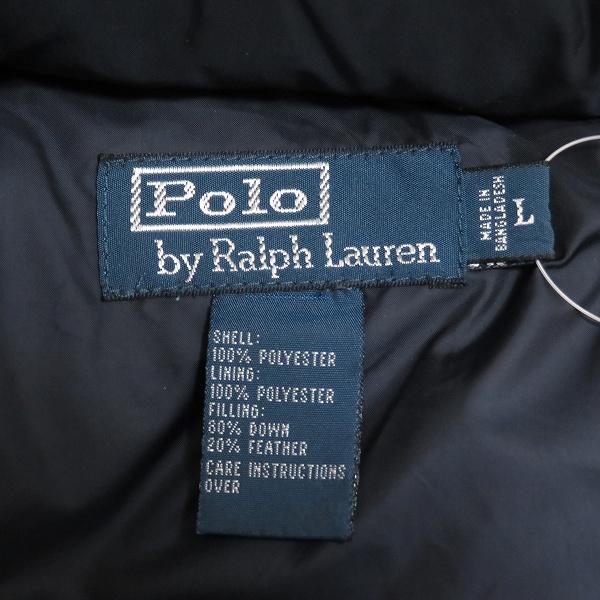 Polo
by Ralph Lauren
MADE IN
BANGLADESH
L
SHELL:
100% POLYESTER
LINING:
100% POLYESTER
FILLING:
80% DOWN
20% FEATHER
CARE INSTRUCTIONS
OVER